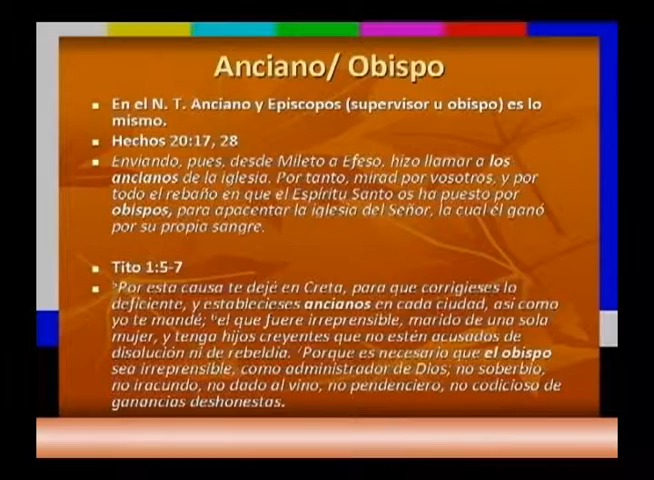 Anciano/ Obispo
En el N. T. Anciano y Episcopos (supervisor u obispo) es lo
mismo.
Hechos 20:17, 28
Enviando, pues, desde Mileto a Efeso, hizo llamar a los
ancianos de la iglesia. Por tanto, mirad por vosotros, y por
todo el rebaño en que el Espíritu Santo os ha puesto por
obispos, para apacentar la iglesia del Señor, la cual él ganó
por su propia sangre.
Tito 1:5-7
⁵Por esta causa te dejé en Creta, para que corrigieses lo
deficiente, y establecieses ancianos en cada ciudad, así como
yo te mandé; ⁶el que fuere irreprensible, marido de una sola
mujer, y tenga hijos creyentes que no estén acusados de
disolución ni de rebeldía. ⁷Porque es necesario que el obispo
sea irreprensible, como administrador de Dios; no soberbio,
no iracundo, no dado al vino, no pendenciero, no codicioso de
ganancias deshonestas.